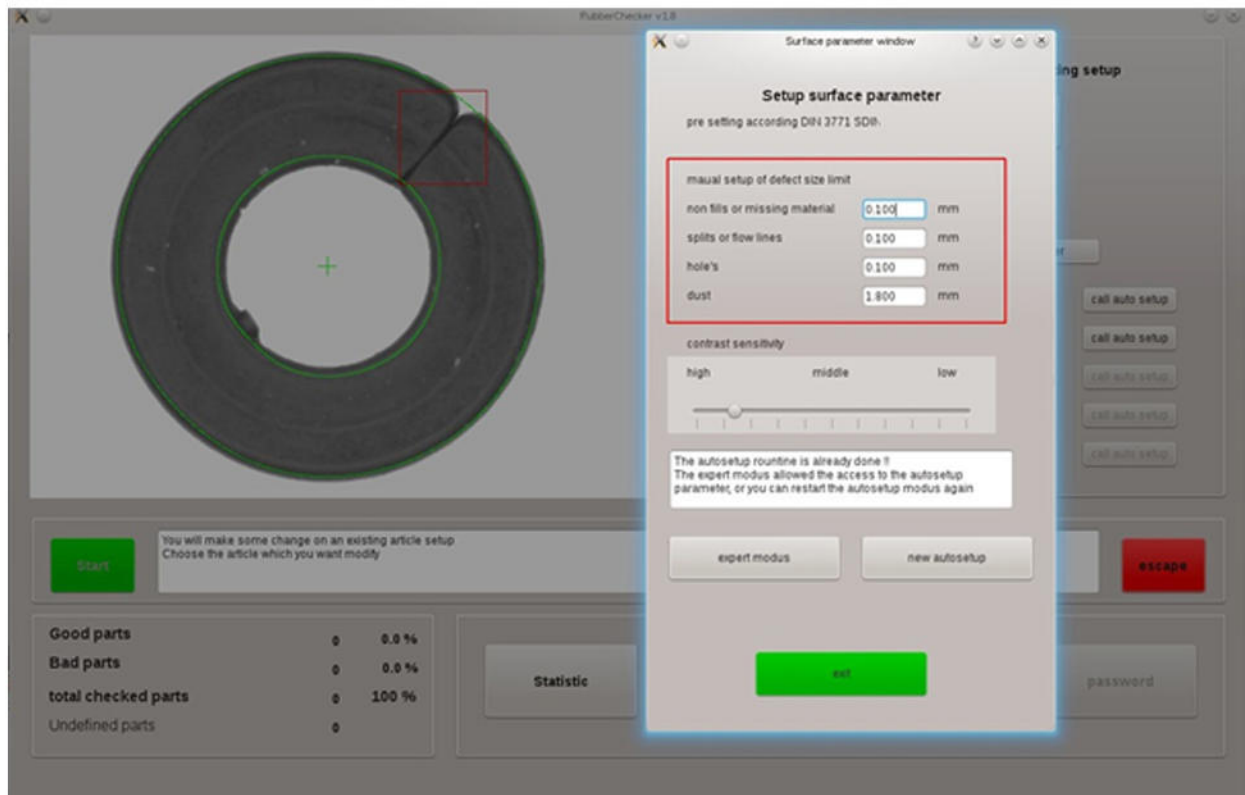 RubberChecker v1.8
Surface parameter window
Setup surface parameter
pre setting according DIN 3771 SDIN
maual setup of defect size limit
non fills or missing material 0.100 mm
splits or flow lines 0.100 mm
hole's 0.100 mm
dust 1.800 mm
contrast sensitivity
high middle low
The autosetup rountine is already done !!
The expert modus allowed the access to the autosetup
parameter, or you can restart the autosetup modus again
expert modus new autosetup
exit
setup
call auto setup
call auto setup
call auto setup
call auto setup
call auto setup
Start
You will make some change on an existing article setup
Choose the article which you want modify
escape
Good parts 0 0.0 %
Bad parts 0 0.0 %
total checked parts 0 100 %
Undefined parts 0
Statistic
password